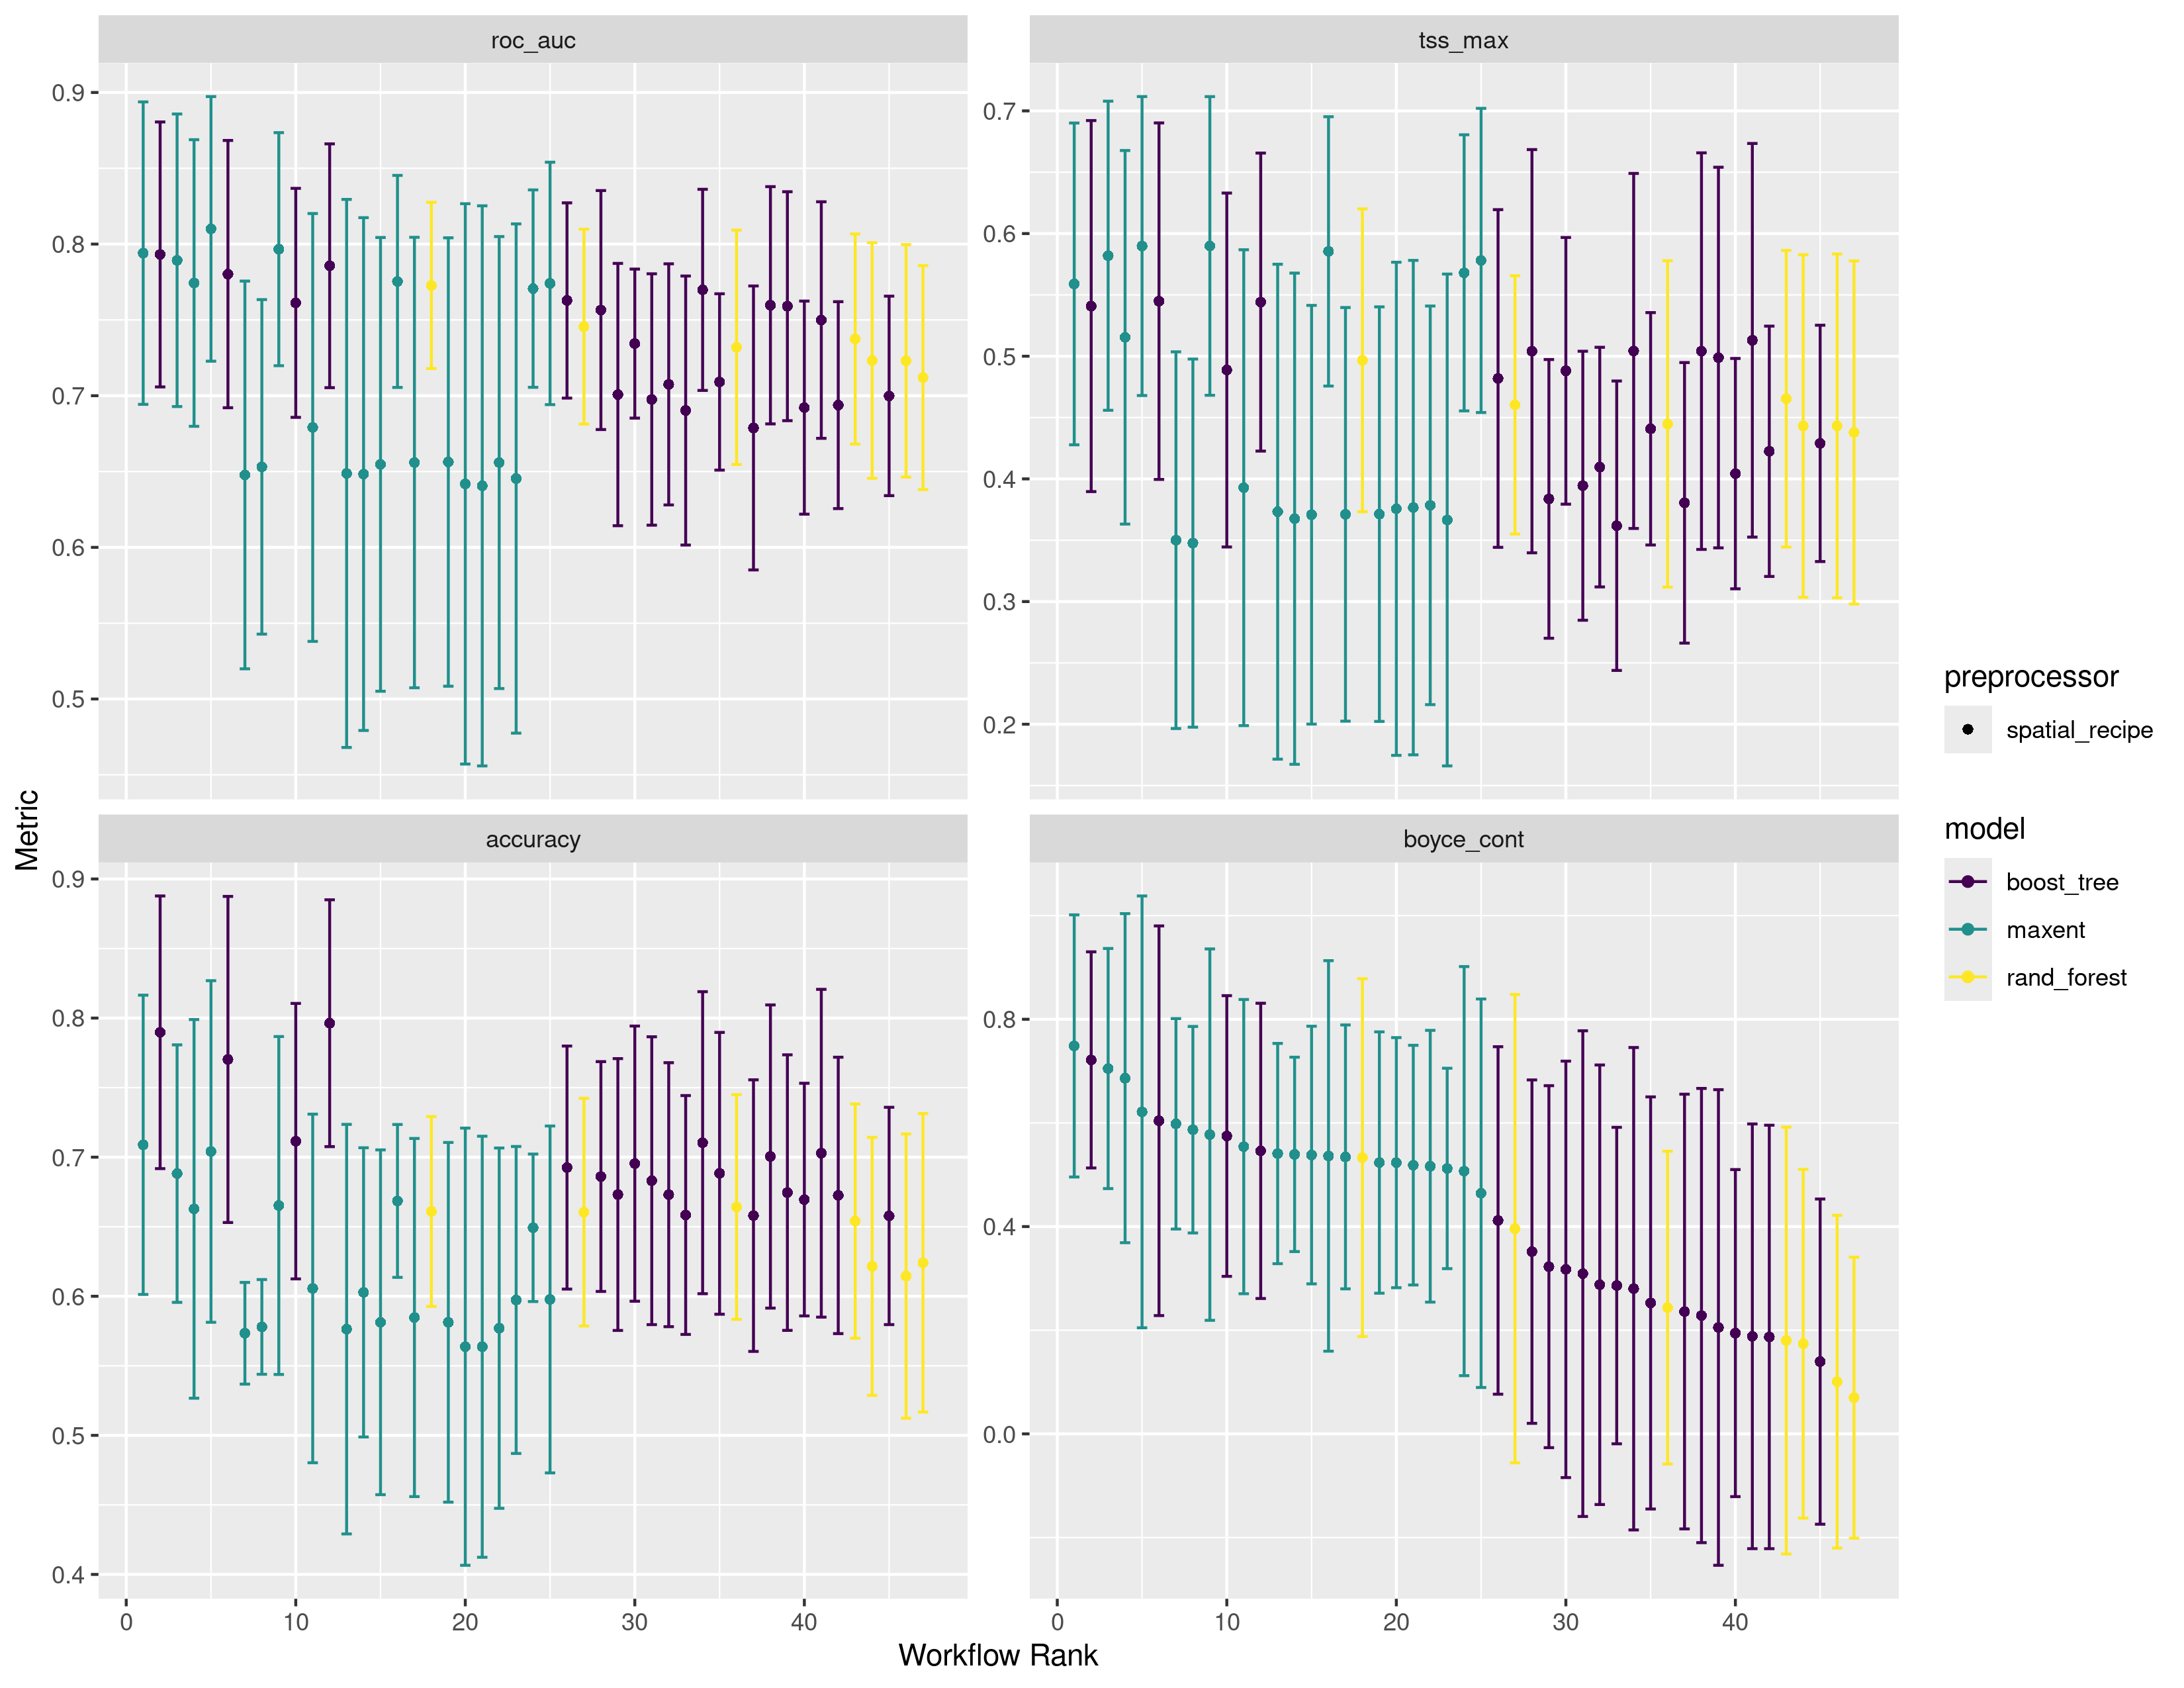 roc_auc
tss_max
0.9
0.8
0.7
0.6
0.5
0.7
0.6
0.5
0.4
0.3
0.2
accuracy
boyce_cont
0.9
0.8
0.7
0.6
0.5
0.4
0.8
0.4
0.0
0 10 20 30 40
0 10 20 30 40
Workflow Rank
Metric
preprocessor
spatial_recipe
model
boost_tree
maxent
rand_forest